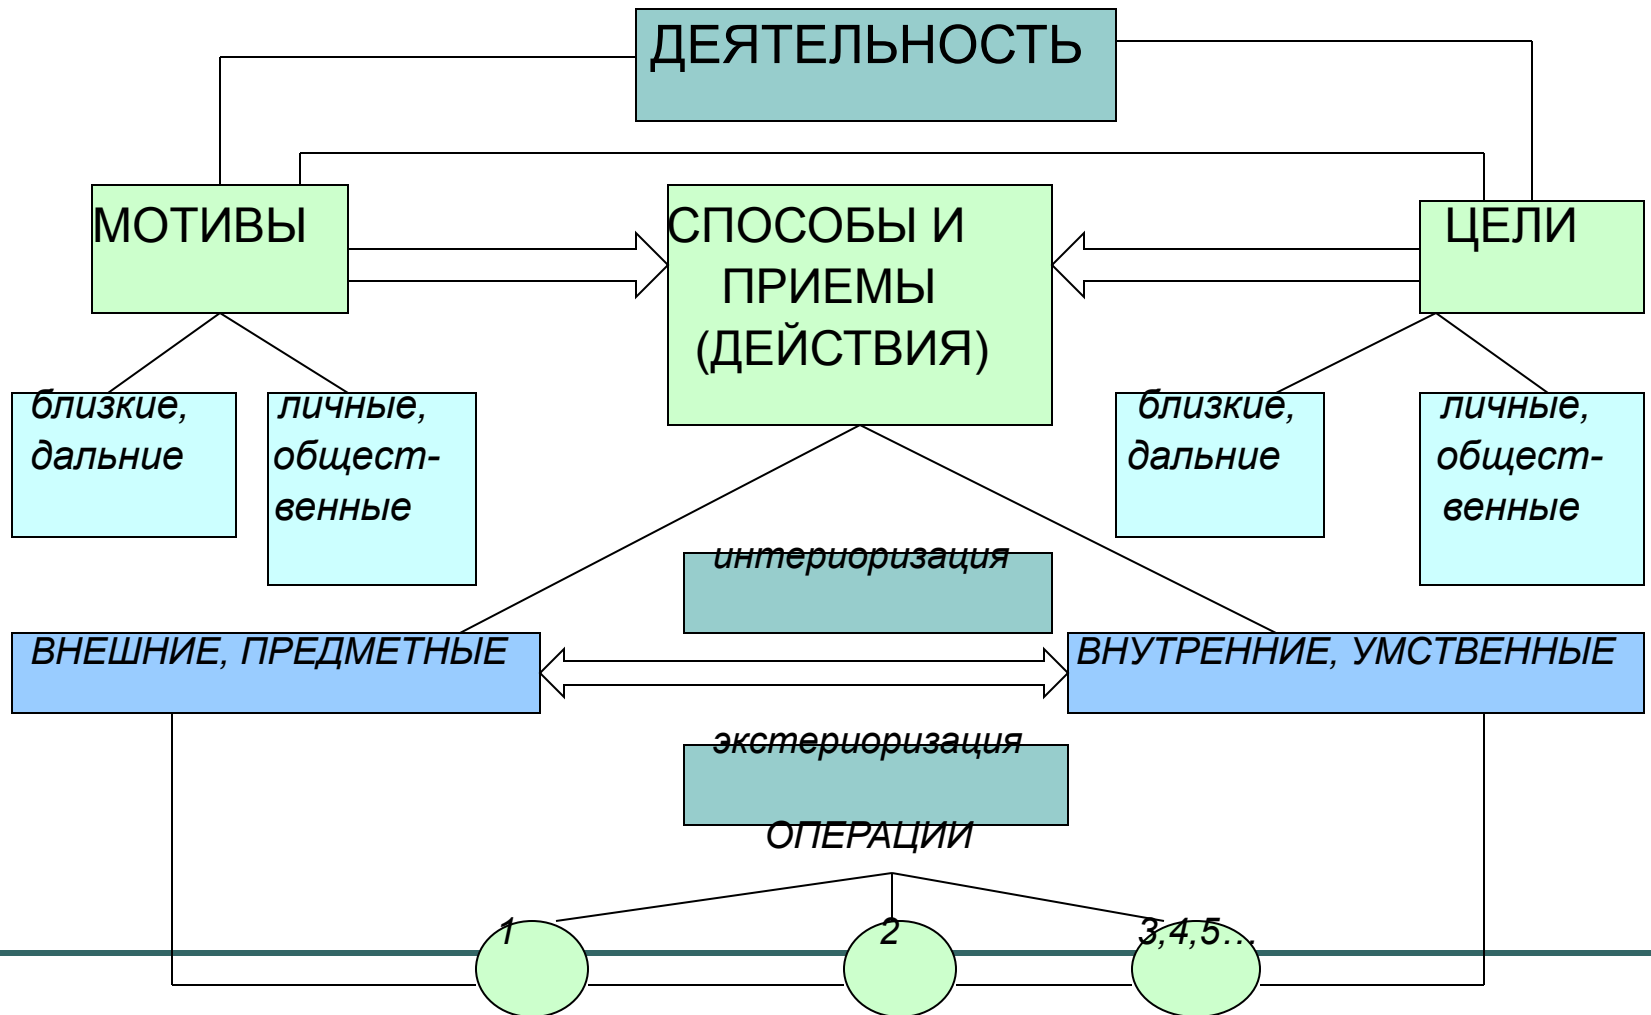 ДЕЯТЕЛЬНОСТЬ
МОТИВЫ
СПОСОБЫ И
ПРИЕМЫ
(ДЕЙСТВИЯ)
ЦЕЛИ
близкие,
дальние
личные,
общест-
венные
близкие,
дальние
личные,
общест-
венные
интериоризация
ВНЕШНИЕ, ПРЕДМЕТНЫЕ
ВНУТРЕННИЕ, УМСТВЕННЫЕ
экстериоризация
ОПЕРАЦИИ
1
2
3,4,5…